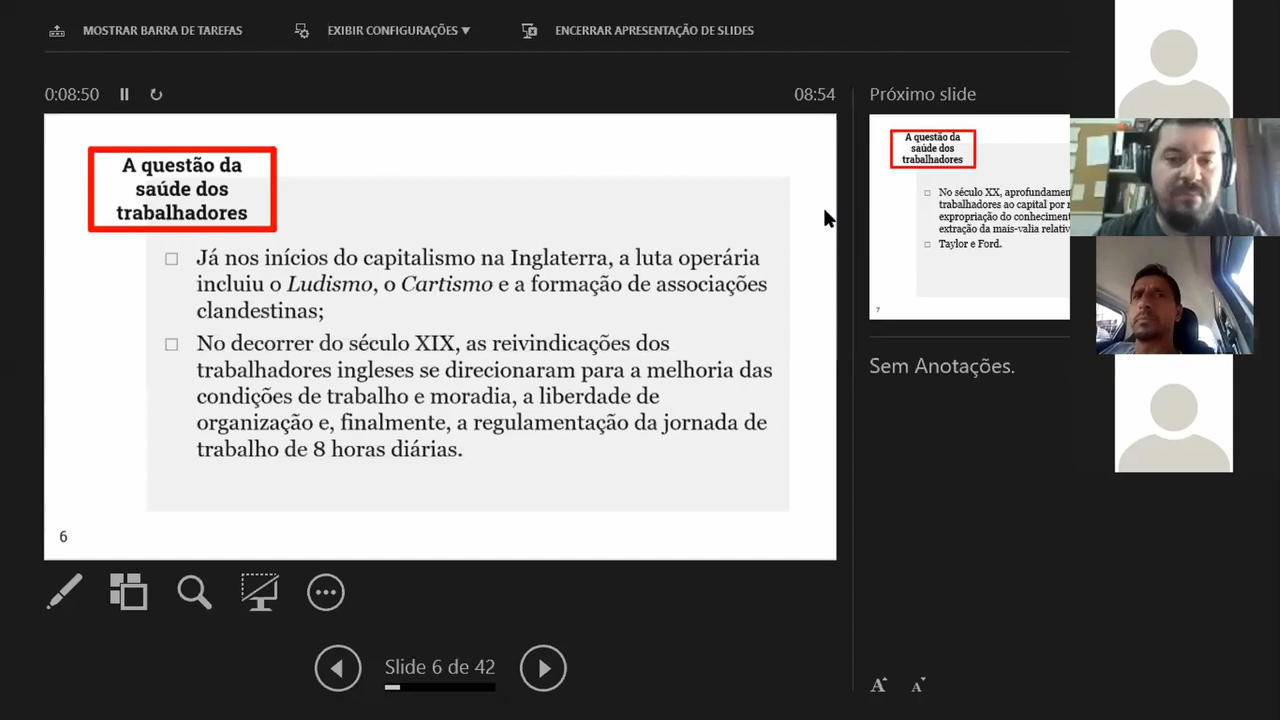 MOSTRAR BARRA DE TAREFAS
EXIBIR CONFIGURAÇÕES ▼
ENCERRAR APRESENTAÇÃO DE SLIDES
0:08:50
08:54
Próximo slide
A questão da
saúde dos
trabalhadores
Já nos inícios do capitalismo na Inglaterra, a luta operária
incluiu o Ludismo, o Cartismo e a formação de associações
clandestinas;
No decorrer do século XIX, as reivindicações dos
trabalhadores ingleses se direcionaram para a melhoria das
condições de trabalho e moradia, a liberdade de
organização e, finalmente, a regulamentação da jornada de
trabalho de 8 horas diárias.
6
A questão da
saúde dos
trabalhadores
No século XX, aprofundamen
trabalhadores ao capital por
expropriação do conheciment
extração da mais-valia relativ
Taylor e Ford.
7
Sem Anotações.
Slide 6 de 42
A A